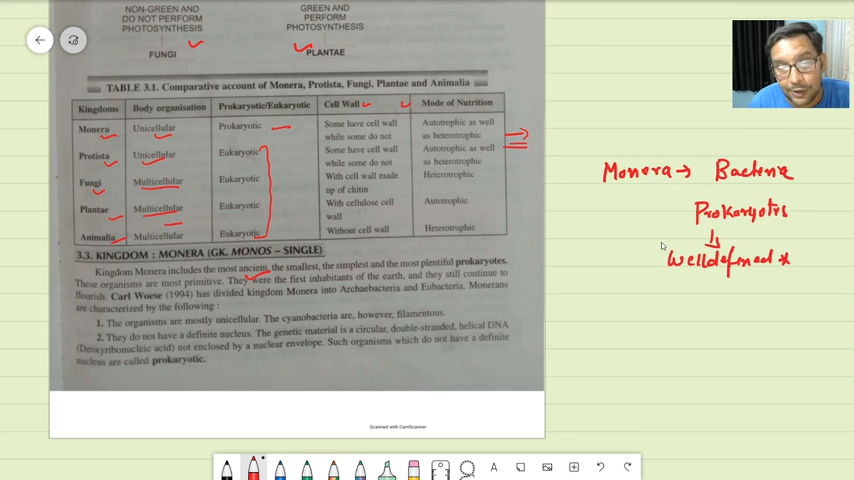 NON-GREEN AND
DO NOT PERFORM
PHOTOSYNTHESIS
FUNGI
GREEN AND
PERFORM
PHOTOSYNTHESIS
PLANTAE
TABLE 3.1. Comparative account of Monera, Protista, Fungi, Plantae and Animalia
Kingdoms Body organisation Prokaryotic/Eukaryotic Cell Wall Mode of Nutrition
Monera Unicellular Prokaryotic Some have cell wall Autotrophic as well
while some do not as heterotrophic
Protista Unicellular Eukaryotic Some have cell wall Autotrophic as well
while some do not as heterotrophic
Fungi Multicellular Eukaryotic With cell wall made Heterotrophic
up of chitin
Plantae Multicellular Eukaryotic With cellulose cell Autotrophic
wall
Animalia Multicellular Eukaryotic Without cell wall Heterotrophic
3.3. KINGDOM : MONERA (GK. MONOS – SINGLE)
Kingdom Monera includes the most ancient, the smallest, the simplest and the most plentiful prokaryotes.
These organisms are most primitive. They were the first inhabitants of the earth, and they still continue to
flourish. Carl Woese (1994) has divided kingdom Monera into Archaebacteria and Eubacteria. Monerans
are characterized by the following :
1. The organisms are mostly unicellular. The cyanobacteria are, however, filamentous.
2. They do not have a definite nucleus. The genetic material is a circular, double-stranded, helical DNA
(Deoxyribonucleic acid) not enclosed by a nuclear envelope. Such organisms which do not have a definite
nucleus are called prokaryotic.
Scanned with CamScanner
Monera → Bacteria
Prokaryotis
Welldefined *
A